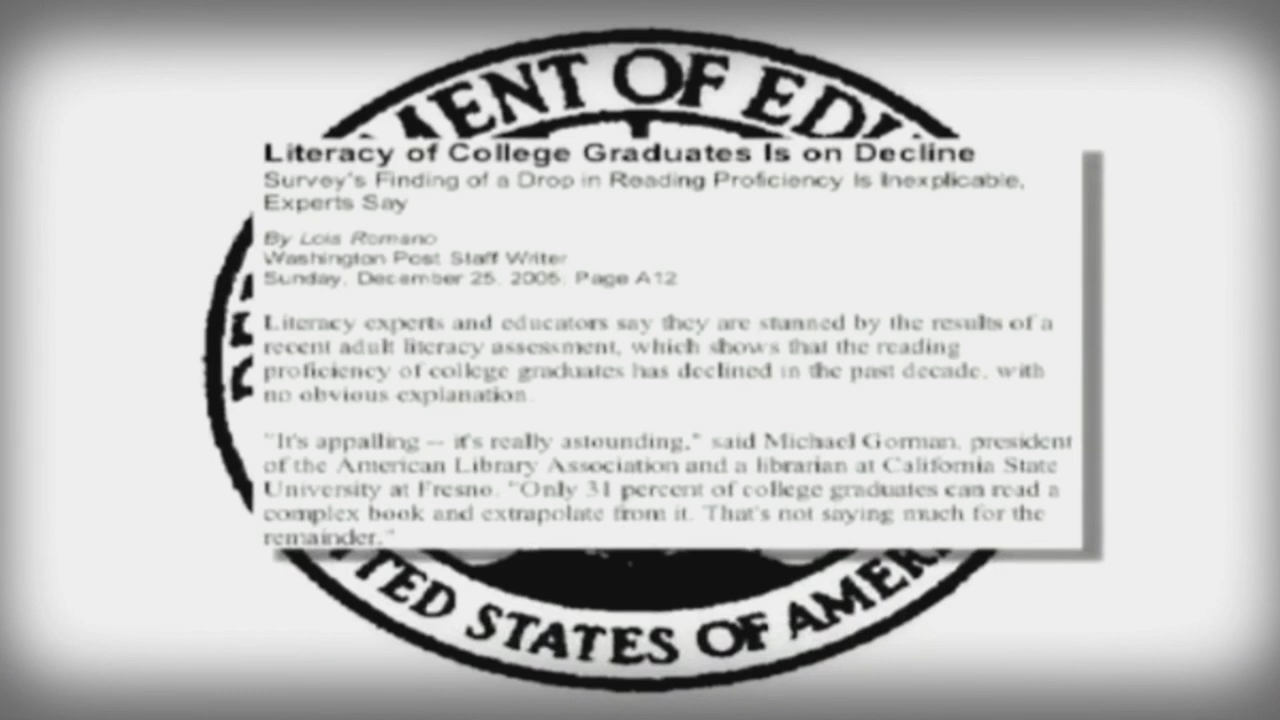 MENT OF EDU
Literacy of College Graduates Is on Decline
Survey's Finding of a Drop in Reading Proficiency Is Inexplicable,
Experts Say
By Lois Romano
Washington Post Staff Writer
Sunday, December 25, 2005; Page A12
Literacy experts and educators say they are stunned by the results of a
recent adult literacy assessment, which shows that the reading
proficiency of college graduates has declined in the past decade, with
no obvious explanation.
"It's appalling -- it's really astounding," said Michael Gorman, president
of the American Library Association and a librarian at California State
University at Fresno. "Only 31 percent of college graduates can read a
complex book and extrapolate from it. That's not saying much for the
remainder."
ITED STATES OF AMER